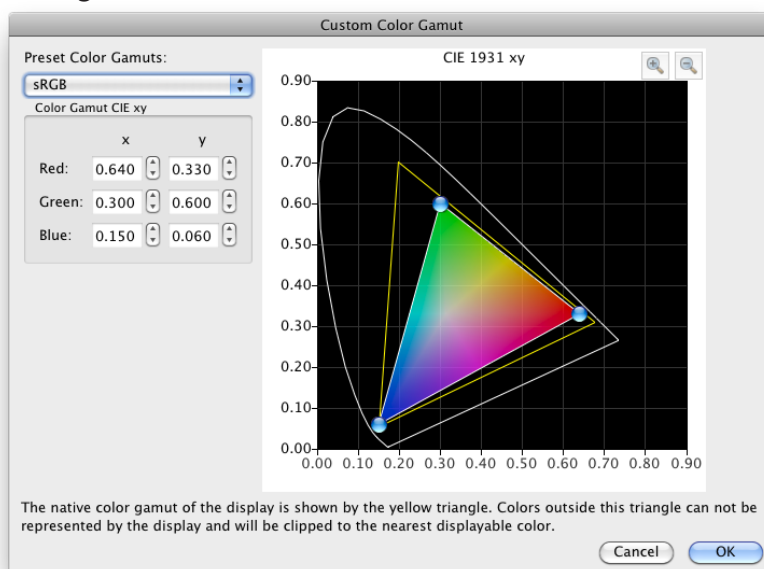 Custom Color Gamut
Preset Color Gamuts:
sRGB
Color Gamut CIE xy
x y
Red: 0.640 0.330
Green: 0.300 0.600
Blue: 0.150 0.060
CIE 1931 xy
0.90
0.80
0.70
0.60
0.50
0.40
0.30
0.20
0.10
0.00
0.00 0.10 0.20 0.30 0.40 0.50 0.60 0.70 0.80 0.90
The native color gamut of the display is shown by the yellow triangle. Colors outside this triangle can not be
represented by the display and will be clipped to the nearest displayable color.
Cancel OK